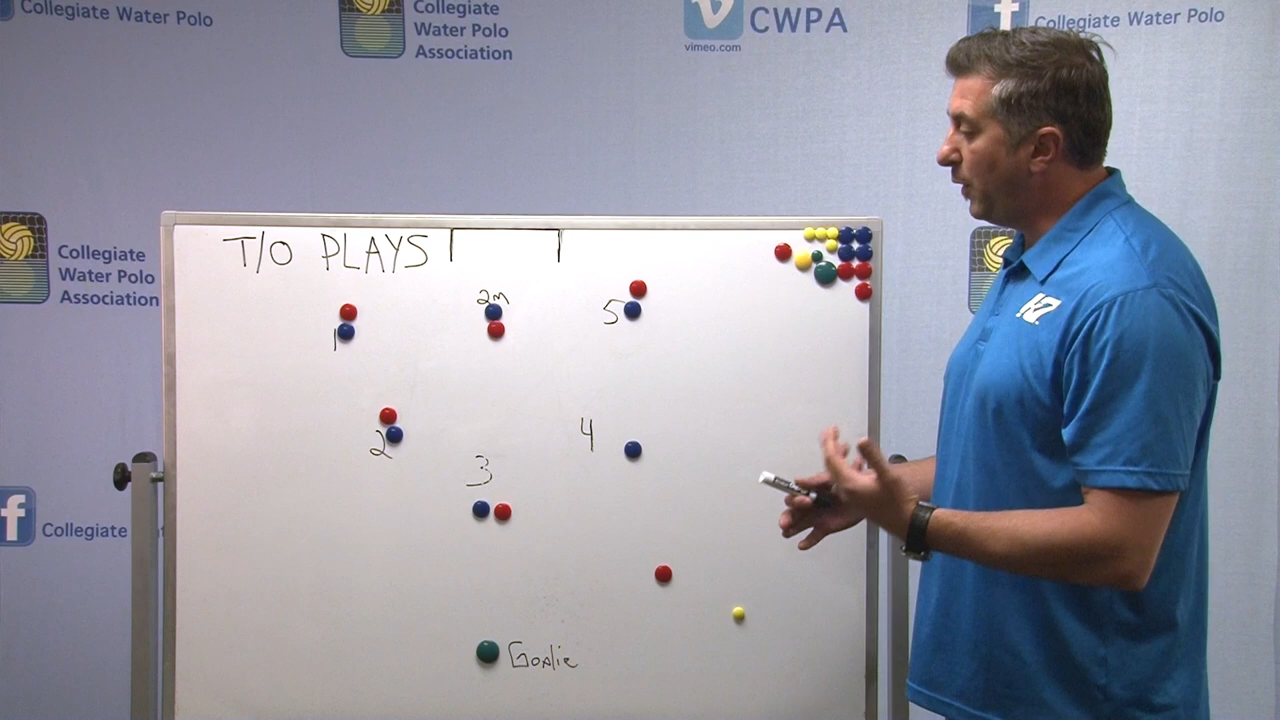 Collegiate Water Polo
Collegiate
Water Polo
Association
vimeo.com
CWPA
f
Collegiate Water Polo
T/O PLAYS
2m
5
1
Collegiate
Water Polo
Association
2
4
3
f
Collegiate
Goalie